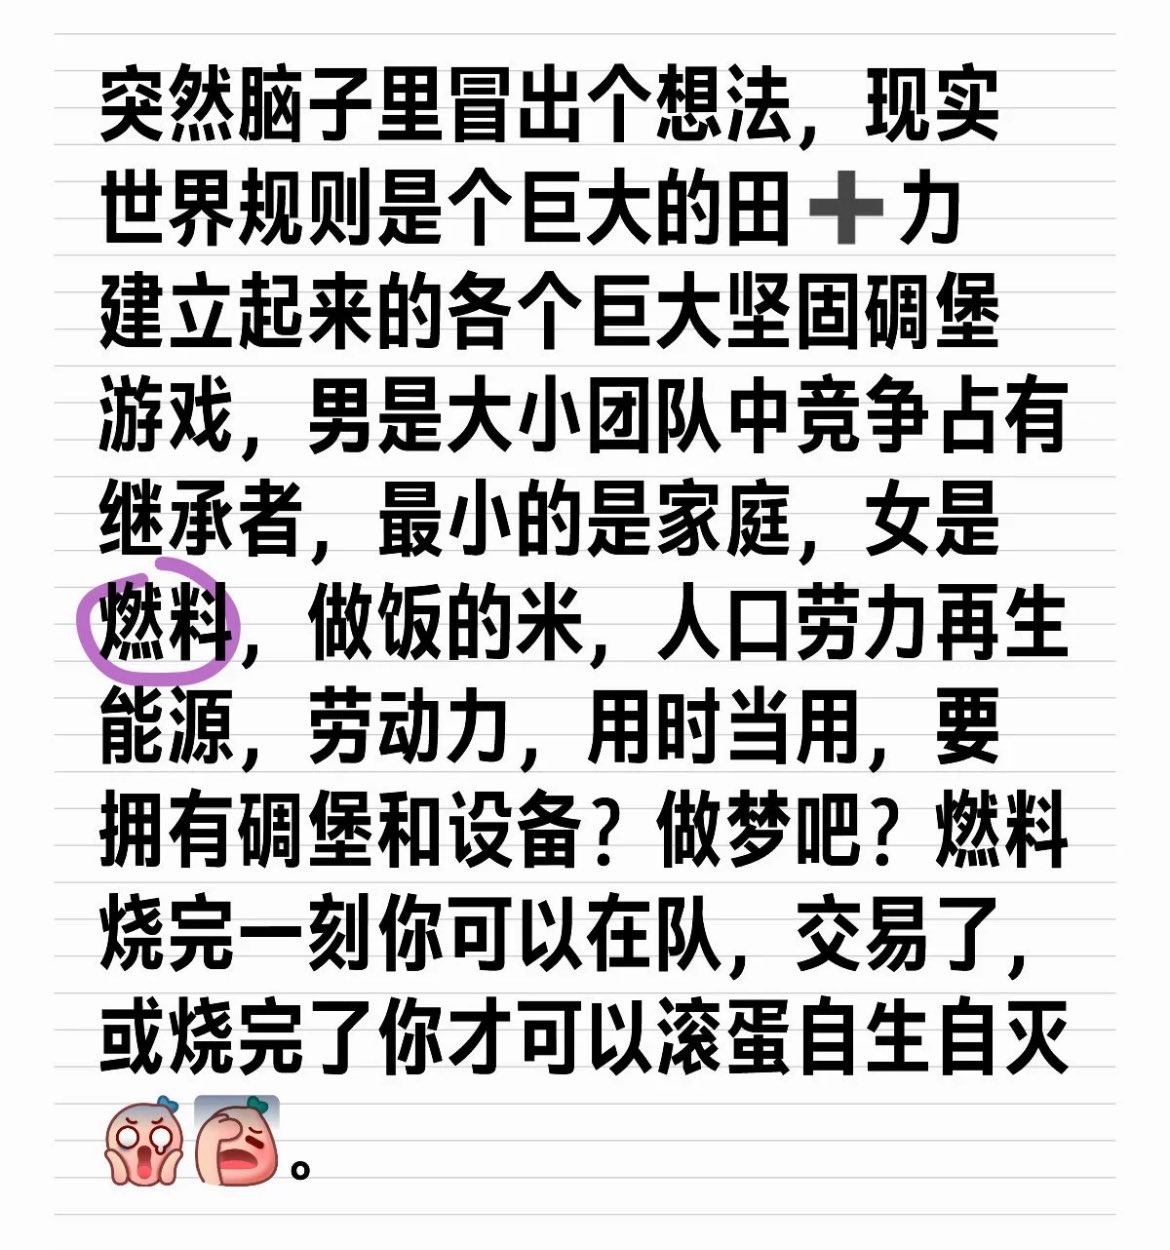 突然脑子里冒出个想法，现实
世界规则是个巨大的田➕力
建立起来的各个巨大坚固碉堡
游戏，男是大小团队中竞争占有
继承者，最小的是家庭，女是
燃料，做饭的米，人口劳力再生
能源，劳动力，用时当用，要
拥有碉堡和设备？做梦吧？燃料
烧完一刻你可以在队，交易了，
或烧完了你才可以滚蛋自生自灭
。